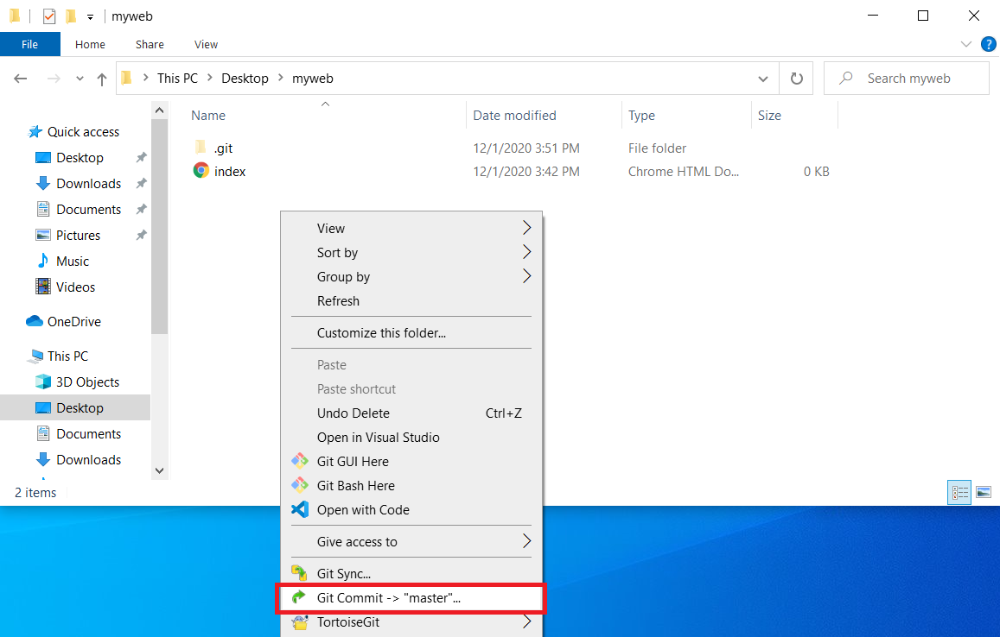 myweb
File Home Share View
This PC Desktop myweb Search myweb
Name Date modified Type Size
.git 12/1/2020 3:51 PM File folder
index 12/1/2020 3:42 PM Chrome HTML Do... 0 KB
Quick access
Desktop
Downloads
Documents
Pictures
Music
Videos
OneDrive
This PC
3D Objects
Desktop
Documents
Downloads
2 items
View
Sort by
Group by
Refresh
Customize this folder...
Paste
Paste shortcut
Undo Delete Ctrl+Z
Open in Visual Studio
Git GUI Here
Git Bash Here
Open with Code
Give access to
Git Sync...
Git Commit -> "master"...
TortoiseGit